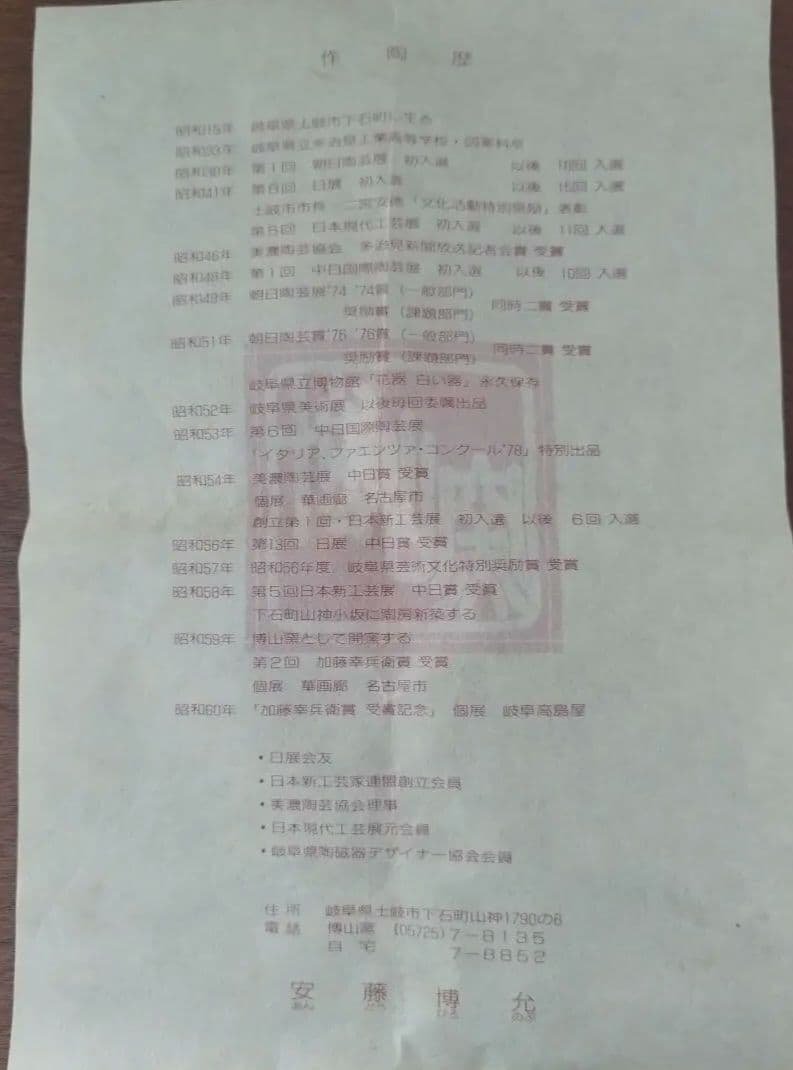 作陶歴
昭和15年 岐阜県土岐市下石町に生る
昭和33年 岐阜県立多治見工業高等学校・図案科卒
第1回 朝日陶芸展 初入選 以後 10回 入選
昭和41年 日展 初入選 以後 15回 入選
土岐市市長 二宮安徳「文化活動特別奨励」表彰
日本現代工芸展 初入選 以後 11回 入選
昭和46年 美濃陶芸協会 多治見新聞放送記者会賞 受賞
第1回 中日国際陶芸展 初入選 以後 10回 入選
昭和49年 朝日陶芸展'74 '74賞 (一般部門)
奨励賞 (課題部門) 同時二賞 受賞
昭和51年 朝日陶芸賞'76 '76賞 (一般部門)
奨励賞 (課題部門) 同時二賞 受賞
岐阜県立博物館「花器 白い器」永久保存
昭和52年 岐阜県美術展 以後毎回委嘱出品
昭和53年 第6回 中日国際陶芸展
「イタリア、ファエンツァ・コンクール'78」特別出品
昭和54年 美濃陶芸展 中日賞 受賞
個展 華画廊 名古屋市
創立第1回・日本新工芸展 初入選 以後 6回 入選
昭和56年 第13回 日展 中日賞 受賞
昭和57年 昭和56年度 岐阜県芸術文化特別奨励賞 受賞
昭和58年 第5回日本新工芸展 中日賞 受賞
下石町山神小坂に陶房新築する
昭和59年 博山窯として開窯する
第2回 加藤幸兵衛賞 受賞
個展 華画廊 名古屋市
昭和60年 「加藤幸兵衛賞 受賞記念」 個展 岐阜高島屋
・日展会友
・日本新工芸家連盟創立会員
・美濃陶芸協会理事
・日本現代工芸展元会員
・岐阜県陶磁器デザイナー協会会員
住所 岐阜県土岐市下石町山神1790の6
電話 博山窯 (05725) 7-8135
自宅 7-8852
安藤博允
あん どう ひろ のぶ